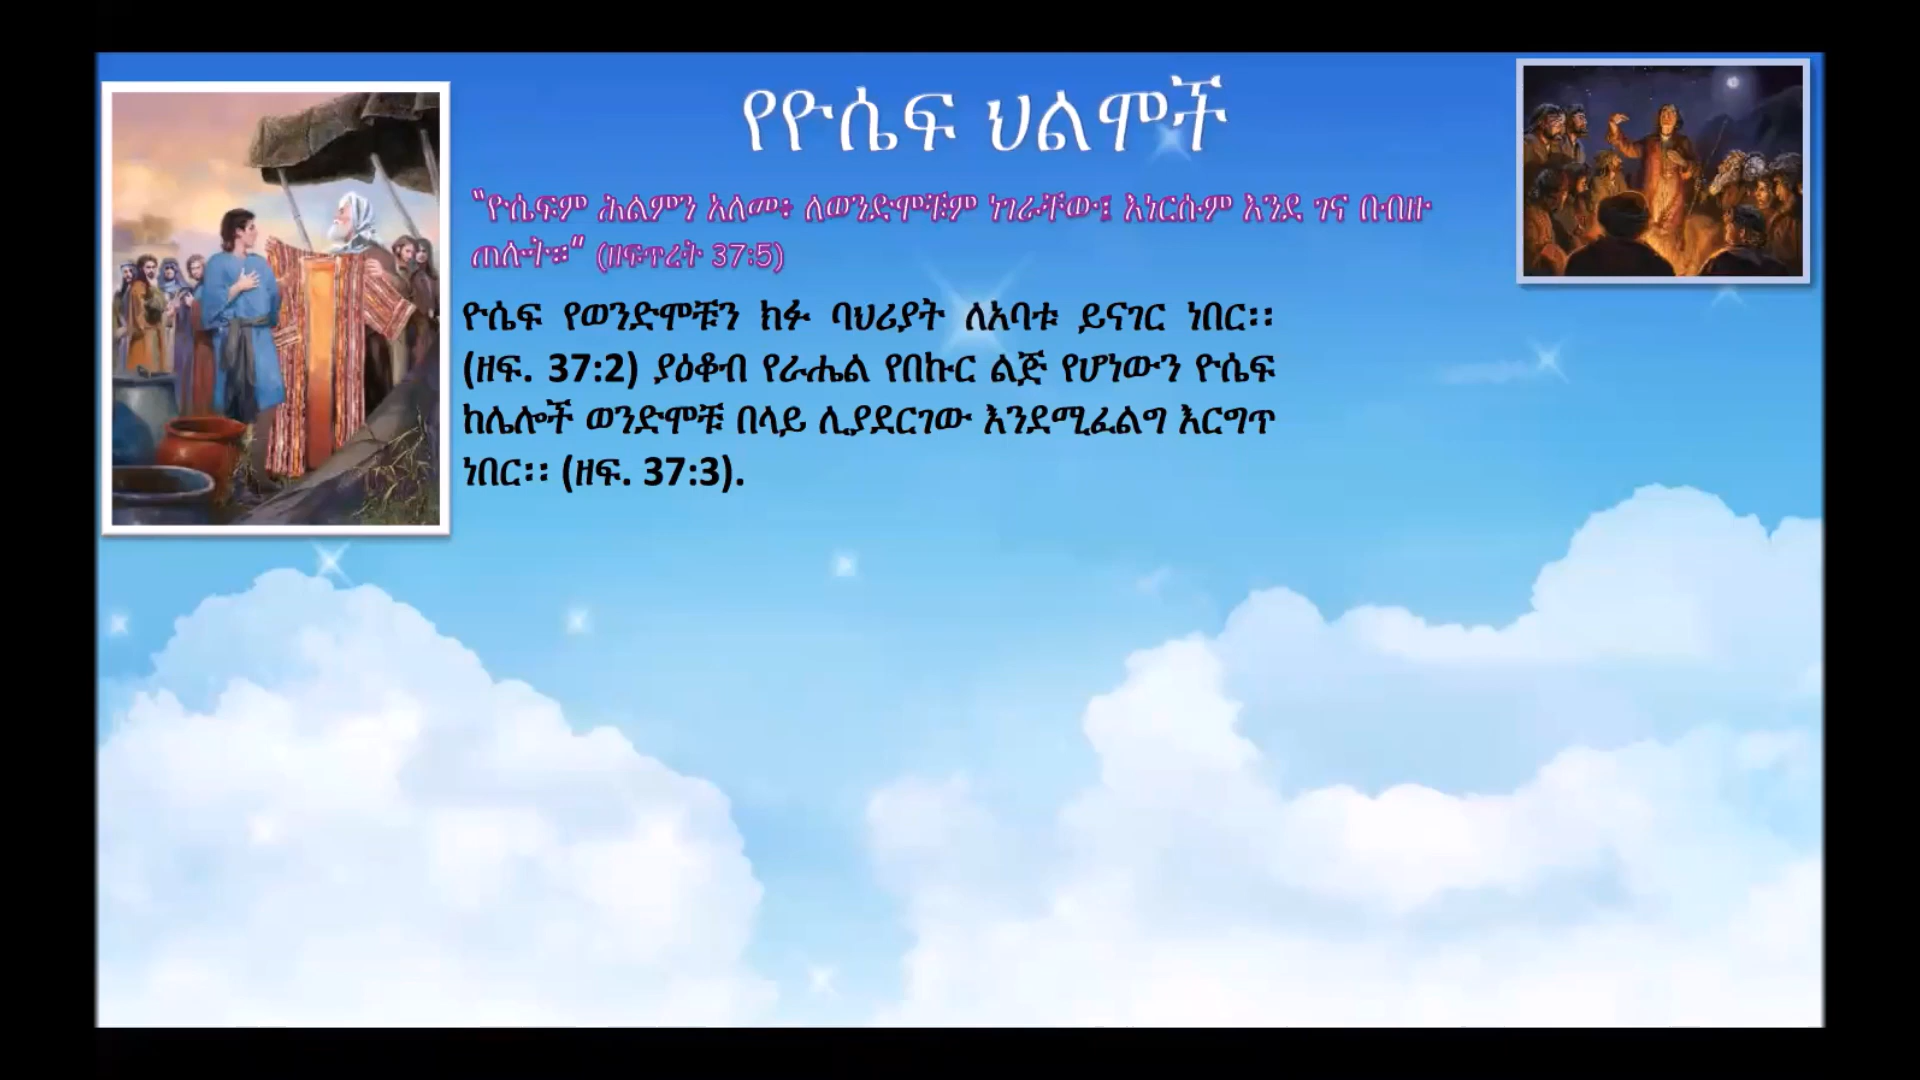 የዮሴፍ ህልሞች
“ዮሴፍም ሕልምን አለመ፥ ለወንድሞቹም ነገራቸው፤ እነርሱም እንደ ገና በብዙ
ጠሉት።” (ዘፍጥረት 37:5)
ዮሴፍ የወንድሞቹን ክፉ ባህሪያት ለአባቱ ይናገር ነበር፡፡
(ዘፍ. 37:2) ያዕቆብ የራሔል የበኩር ልጅ የሆነውን ዮሴፍ
ከሌሎች ወንድሞቹ በላይ ሊያደርገው እንደሚፈልግ እርግጥ
ነበር፡፡ (ዘፍ. 37:3).